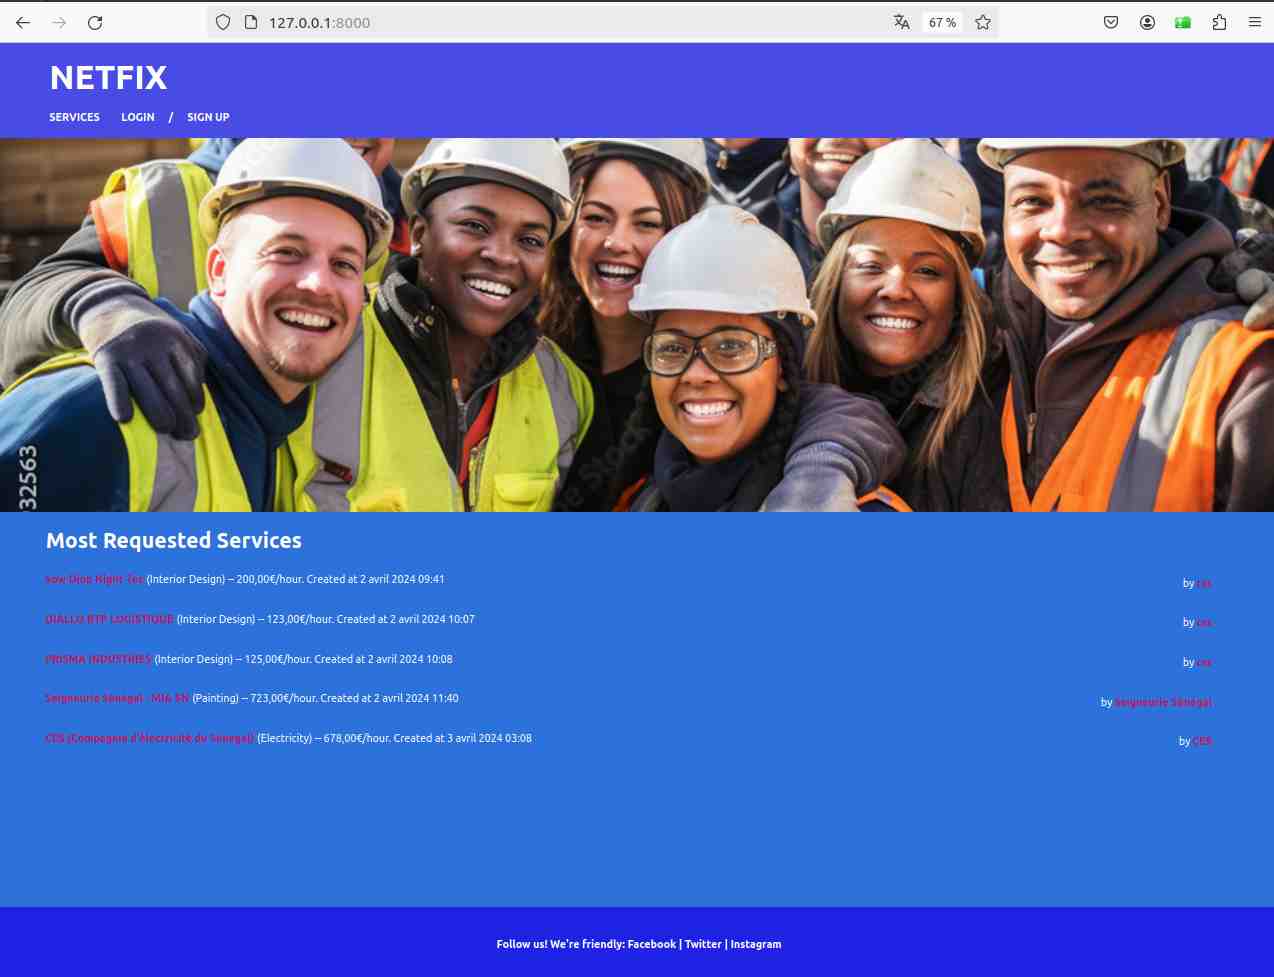 127.0.0.1:8000
67 %
NETFIX
SERVICES LOGIN / SIGN UP
32563
Most Requested Services
sow Diop Night Tec (Interior Design) -- 200,00€/hour. Created at 2 avril 2024 09:41
by
DIALLO BTP LOGISTIQUE (Interior Design) -- 123,00€/hour. Created at 2 avril 2024 10:07
by
PRISMA INDUSTRIES (Interior Design) -- 125,00€/hour. Created at 2 avril 2024 10:08
by
Seigneurie Sénégal - MIA SN (Painting) -- 723,00€/hour. Created at 2 avril 2024 11:40
by Seigneurie Sénégal
CES (Compagnie d'électricité du Sénégal) (Electricity) -- 678,00€/hour. Created at 3 avril 2024 03:08
by CES
Follow us! We're friendly: Facebook | Twitter | Instagram